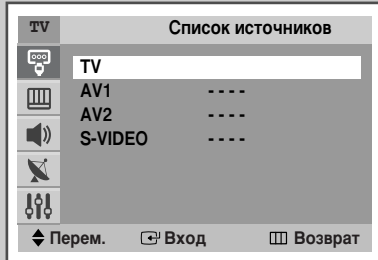 TV Список источников
TV
AV1 - - - -
AV2 - - - -
S-VIDEO - - - -
Перем. Вход Возврат